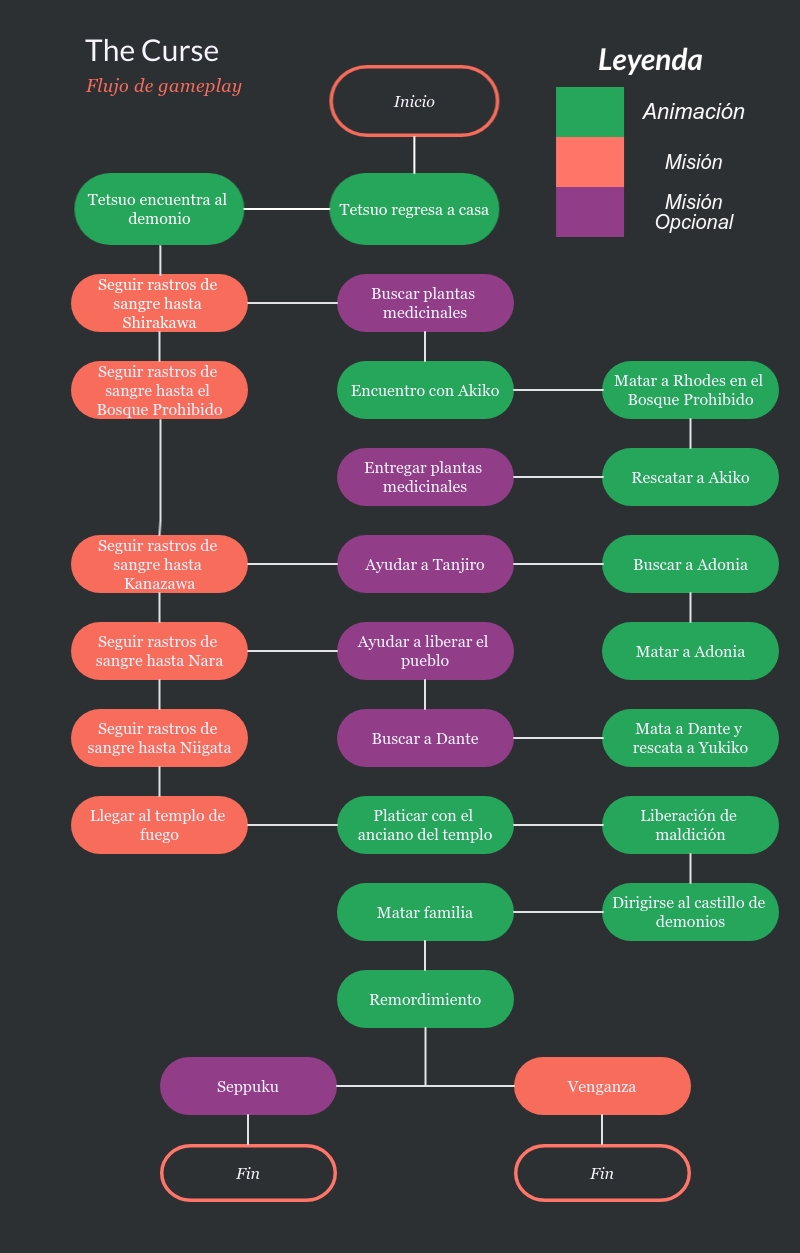 The Curse
Flujo de gameplay
Leyenda
Animación
Misión
Misión
Opcional
Inicio
Tetsuo encuentra al
demonio
Tetsuo regresa a casa
Seguir rastros de
sangre hasta
Shirakawa
Buscar plantas
medicinales
Seguir rastros de
sangre hasta el
Bosque Prohibido
Encuentro con Akiko
Matar a Rhodes en el
Bosque Prohibido
Entregar plantas
medicinales
Rescatar a Akiko
Seguir rastros de
sangre hasta
Kanazawa
Ayudar a Tanjiro
Buscar a Adonia
Seguir rastros de
sangre hasta Nara
Ayudar a liberar el
pueblo
Matar a Adonia
Seguir rastros de
sangre hasta Niigata
Buscar a Dante
Mata a Dante y
rescata a Yukiko
Llegar al templo de
fuego
Platicar con el
anciano del templo
Liberación de
maldición
Matar familia
Dirigirse al castillo de
demonios
Remordimiento
Seppuku
Venganza
Fin
Fin